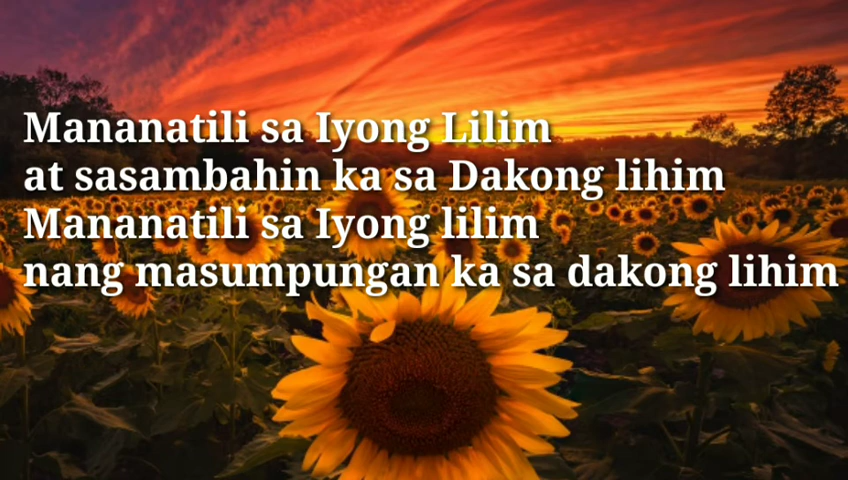 Mananatili sa Iyong Lilim
at sasambahin ka sa Dakong lihim
Mananatili sa Iyong lilim
nang masumpungan ka sa dakong lihim